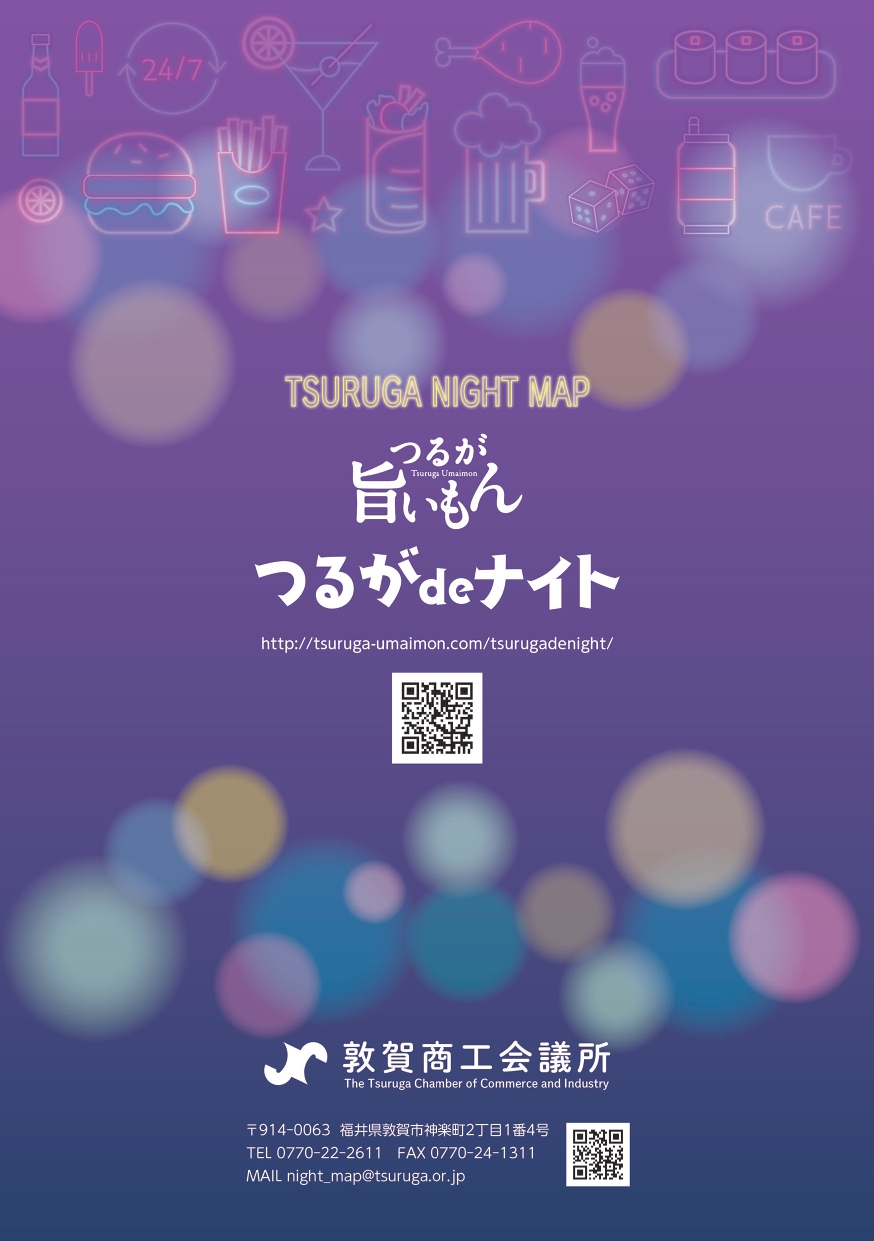 24/7
CAFE
TSURUGA NIGHT MAP
つるが
Tsuruga Umaimon
旨いもん
つるがdeナイト
http://tsuruga-umaimon.com/tsurugadenight/
敦賀商工会議所
The Tsuruga Chamber of Commerce and Industry
〒914-0063 福井県敦賀市神楽町2丁目1番4号
TEL 0770-22-2611 FAX 0770-24-1311
MAIL night_map@tsuruga.or.jp